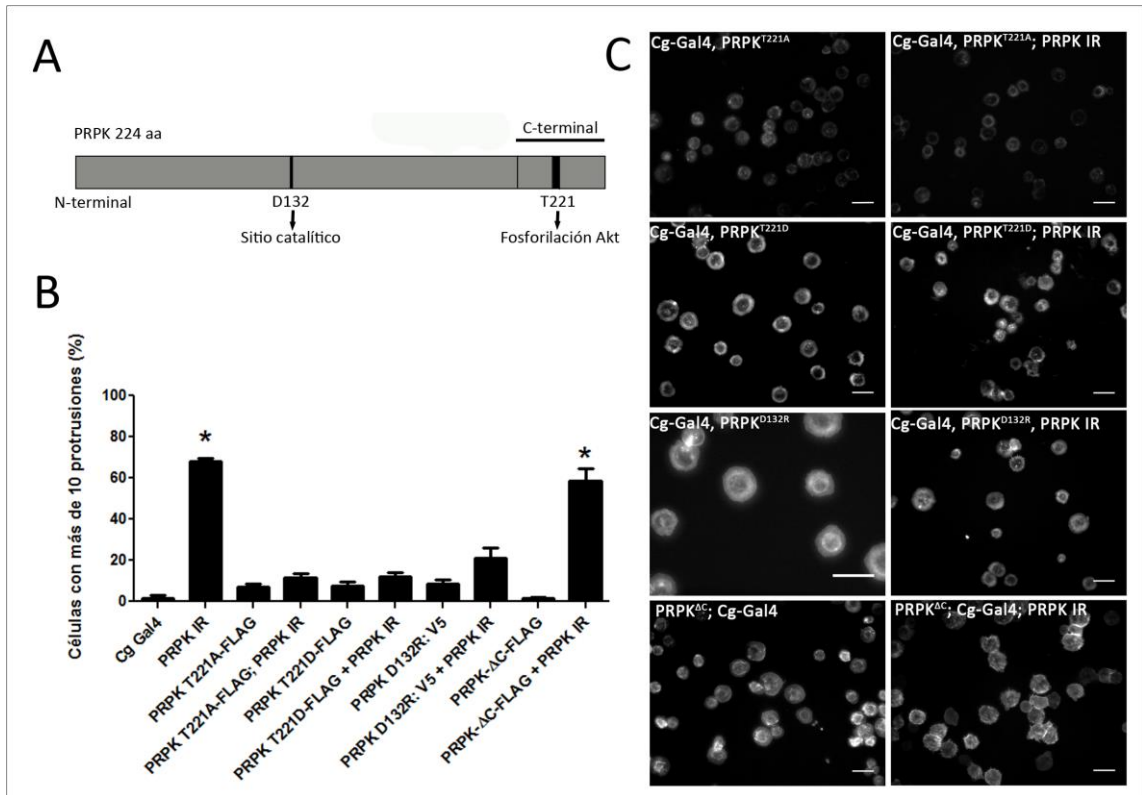 A
PRPK 224 aa
C-terminal
N-terminal
D132
T221
Sitio catalítico
Fosforilación Akt
B
Células con más de 10 protrusiones (%)
100
80
60
40
20
0
*
*
Cg Gal4
PRPK IR
PRPK T221A-FLAG
PRPK T221A-FLAG; PRPK IR
PRPK T221D-FLAG
PRPK T221D-FLAG + PRPK IR
PRPK D132R: V5
PRPK D132R: V5 + PRPK IR
PRPK-ΔC-FLAG
PRPK-ΔC-FLAG + PRPK IR
C
Cg-Gal4, PRPKT221A
Cg-Gal4, PRPKT221A; PRPK IR
Cg-Gal4, PRPKT221D
Cg-Gal4, PRPKT221D; PRPK IR
Cg-Gal4, PRPKD132R
Cg-Gal4, PRPKD132R, PRPK IR
PRPKΔC; Cg-Gal4
PRPKΔC; Cg-Gal4; PRPK IR